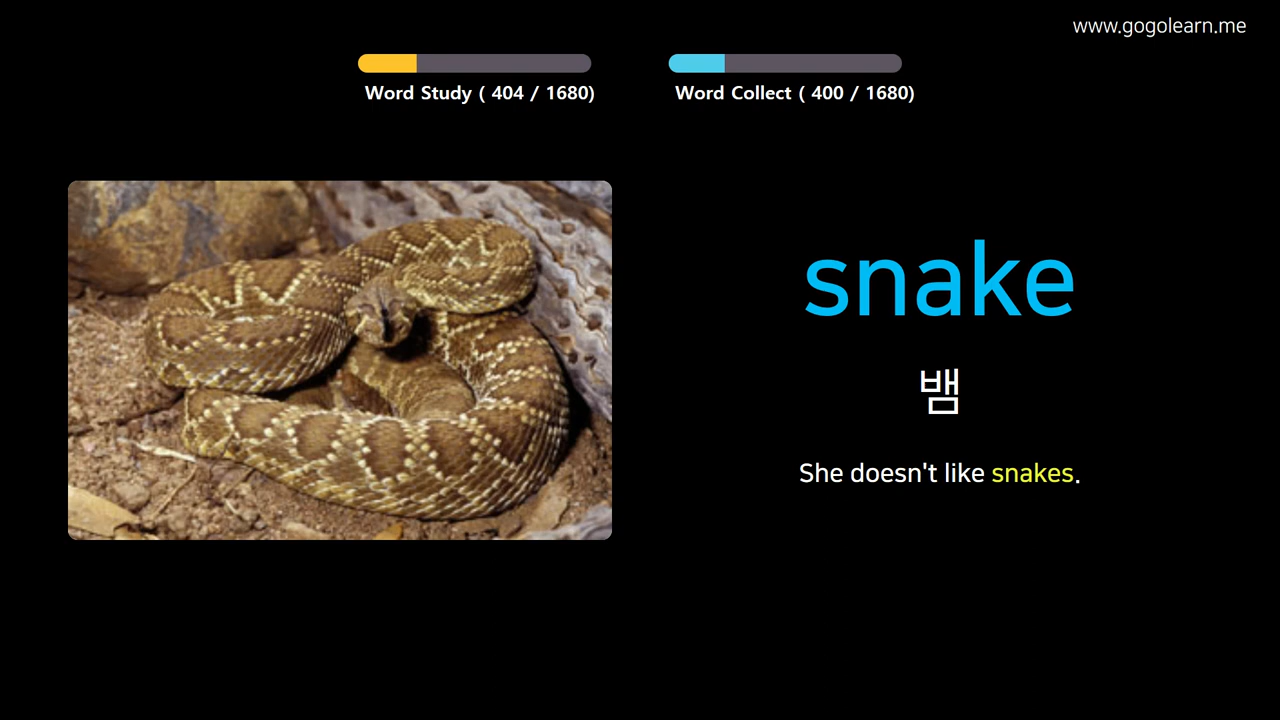 www.gogolearn.me
Word Study ( 404 / 1680)
Word Collect ( 400 / 1680)
snake
뱀
She doesn't like snakes.